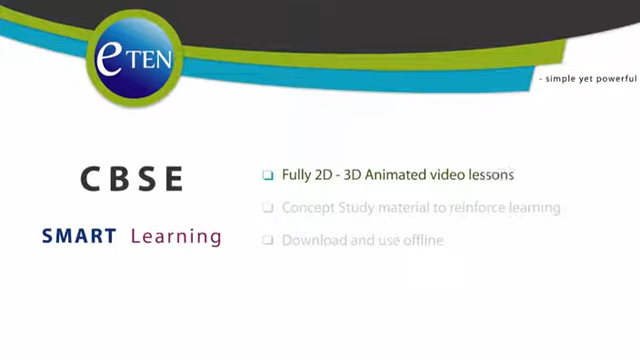 eTEN
- simple yet powerful
CBSE
SMART Learning
Fully 2D - 3D Animated video lessons
Concept Study material to reinforce learning
Download and use offline